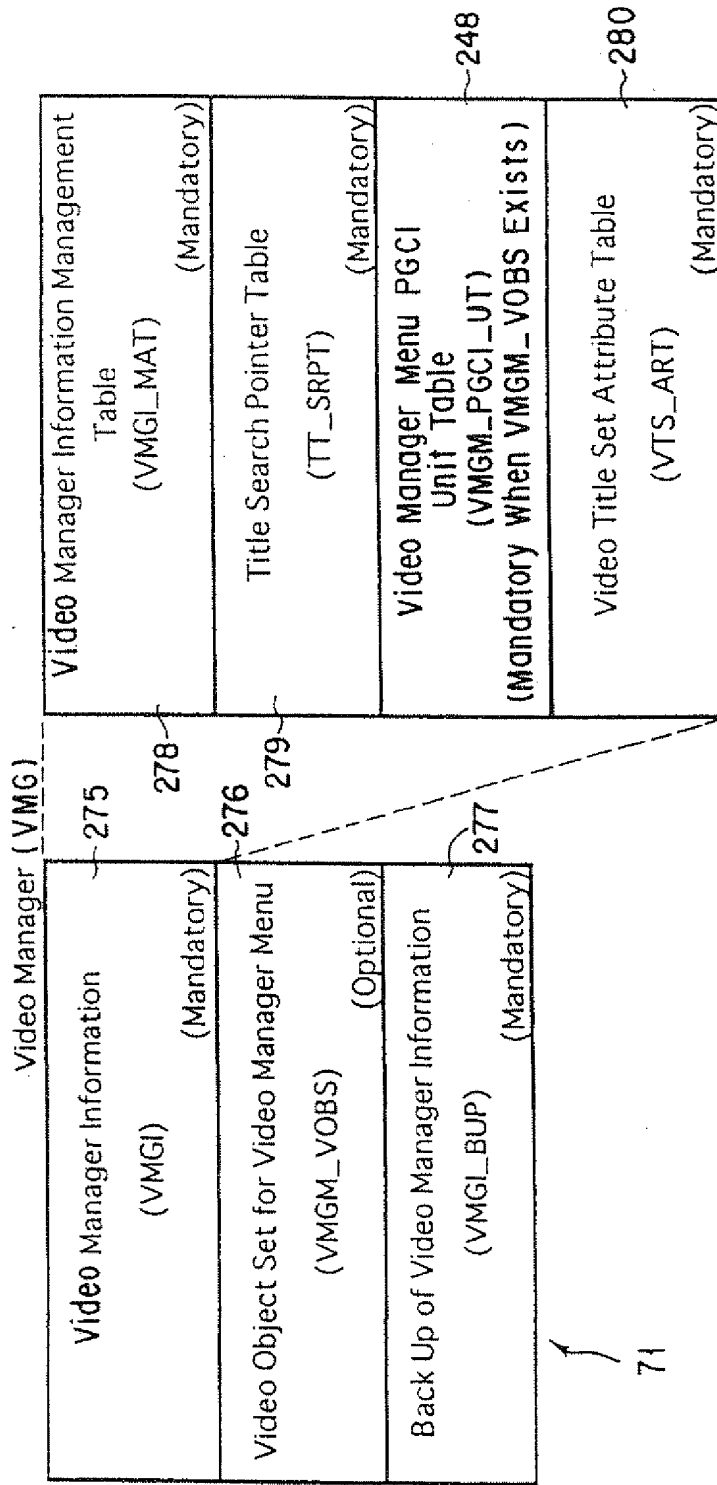 Video Manager (VMG)
Video Manager Information
(VMGI)
(Mandatory)
275
Video Object Set for Video Manager Menu
(VMGM_VOBS)
(Optional)
276
Back Up of Video Manager Information
(VMGI_BUP)
(Mandatory)
277
71
Video Manager Information Management
Table
(VMGI_MAT)
(Mandatory)
278
Title Search Pointer Table
(TT_SRPT)
(Mandatory)
279
Video Manager Menu PGCI
Unit Table
(VMGM_PGCI_UT)
(Mandatory When VMGM_VOBS Exists)
248
Video Title Set Attribute Table
(VTS_ART)
(Mandatory)
280